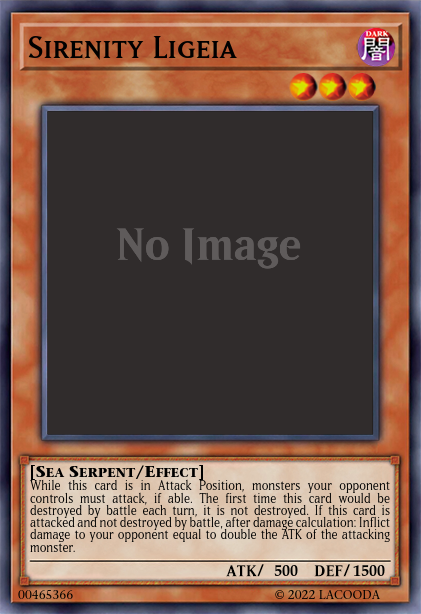 Sirenity Ligeia
DARK
闇
No Image
[Sea Serpent/Effect]
While this card is in Attack Position, monsters your opponent
controls must attack, if able. The first time this card would be
destroyed by battle each turn, it is not destroyed. If this card is
attacked and not destroyed by battle, after damage calculation: Inflict
damage to your opponent equal to double the ATK of the attacking
monster.
ATK/ 500 DEF/1500
00465366 © 2022 LACOODA